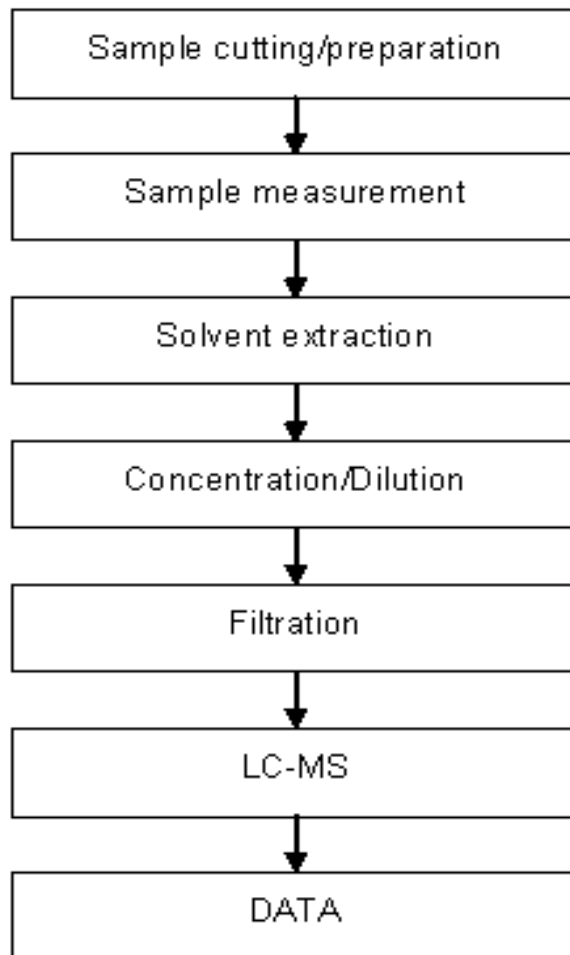 Sample cutting/preparation
Sample measurement
Solvent extraction
Concentration/Dilution
Filtration
LC-MS
DATA